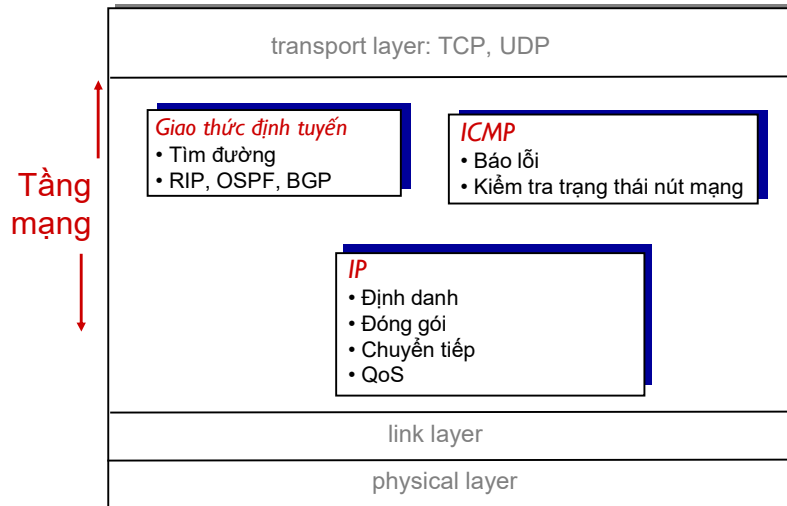 transport layer: TCP, UDP
Tầng
mạng
Giao thức định tuyến
• Tìm đường
• RIP, OSPF, BGP
ICMP
• Báo lỗi
• Kiểm tra trạng thái nút mạng
IP
• Định danh
• Đóng gói
• Chuyển tiếp
• QoS
link layer
physical layer